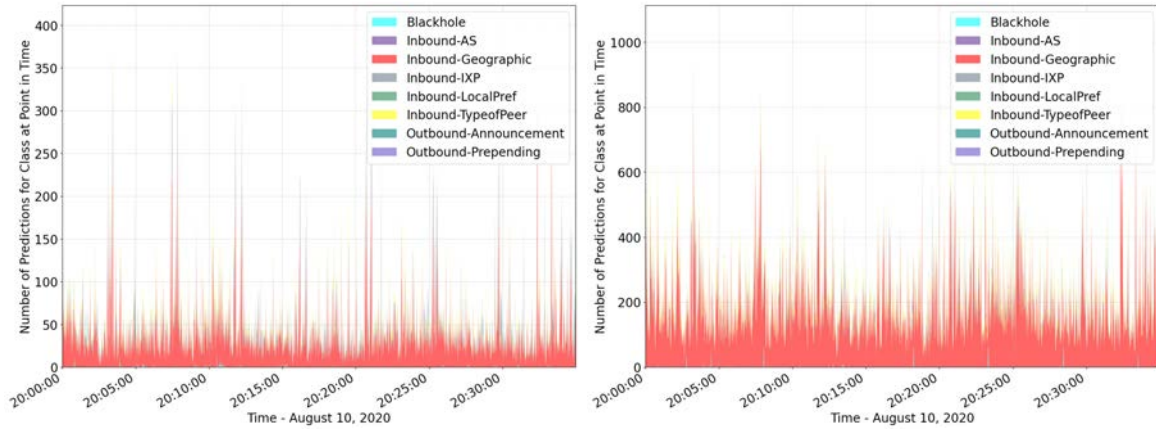 400
350
300
250
200
150
100
50
0
Number of Predictions for Class at Point in Time
Blackhole
Inbound-AS
Inbound-Geographic
Inbound-IXP
Inbound-LocalPref
Inbound-TypeofPeer
Outbound-Announcement
Outbound-Prepending
20:00:00
20:05:00
20:10:00
20:15:00
20:20:00
20:25:00
20:30:00
Time - August 10, 2020
1000
800
600
400
200
0
Number of Predictions for Class at Point in Time
Blackhole
Inbound-AS
Inbound-Geographic
Inbound-IXP
Inbound-LocalPref
Inbound-TypeofPeer
Outbound-Announcement
Outbound-Prepending
20:00:00
20:05:00
20:10:00
20:15:00
20:20:00
20:25:00
20:30:00
Time - August 10, 2020